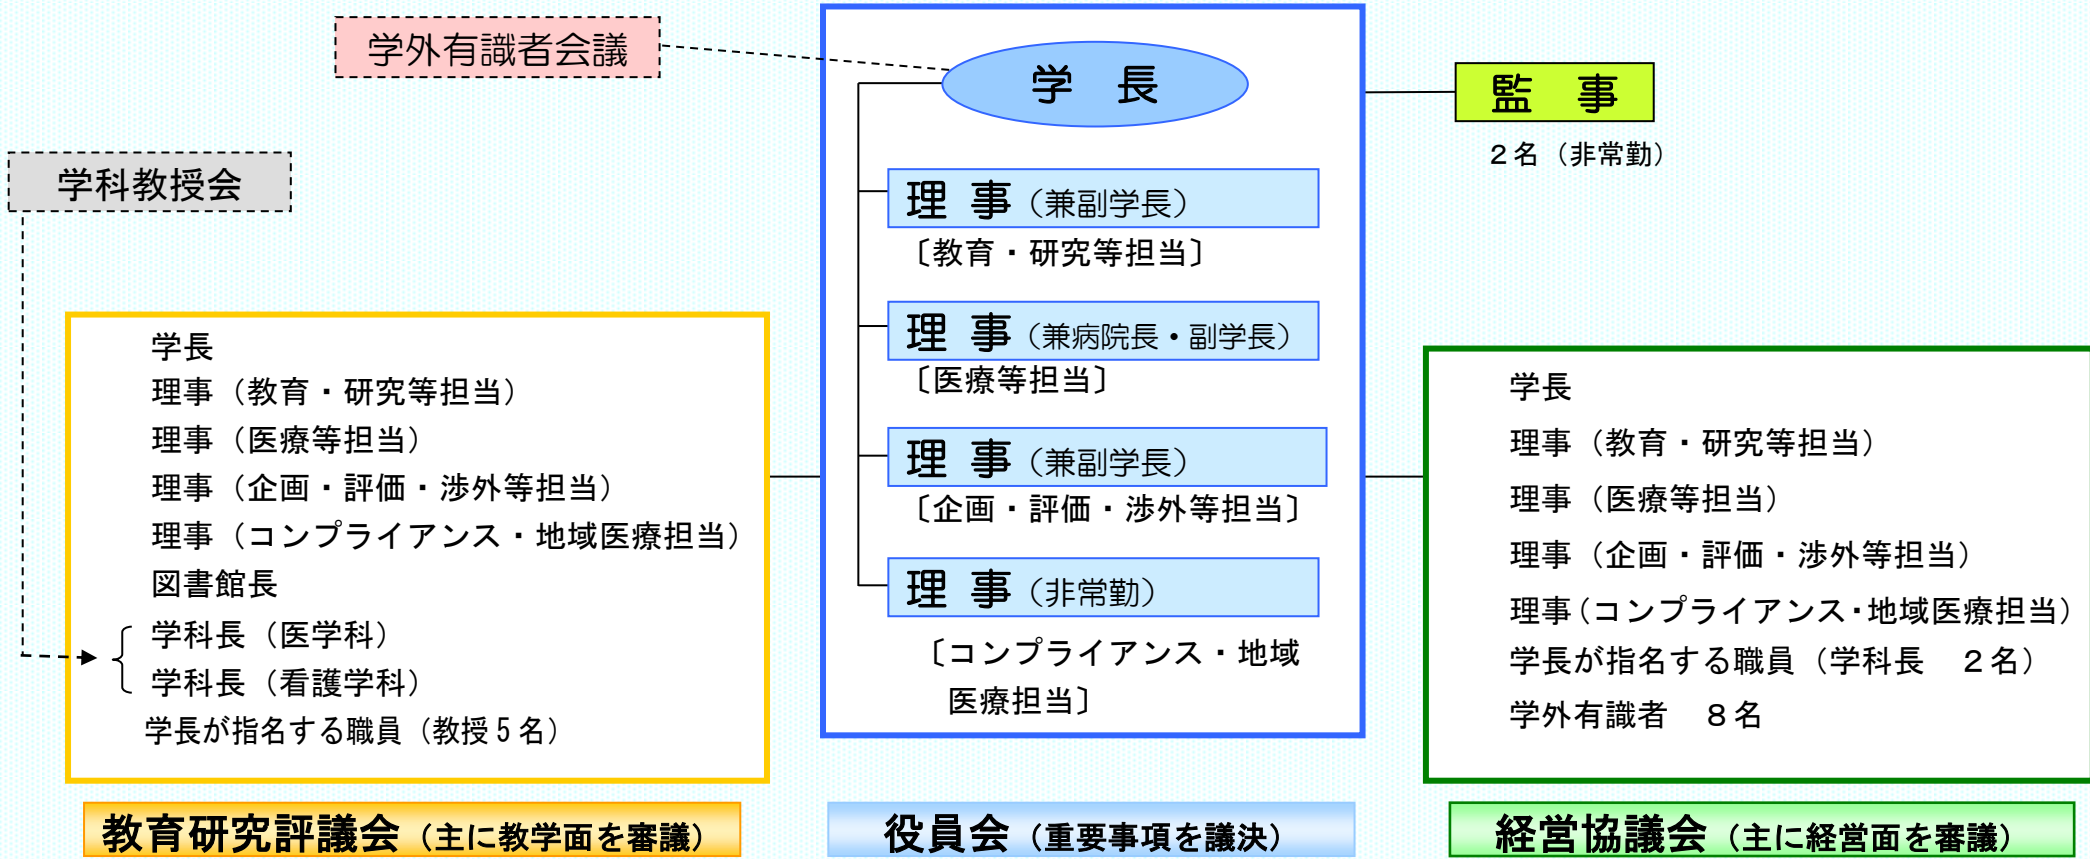 学外有識者会議
学　長
監　事
２名（非常勤）
学科教授会
理　事（兼副学長）
〔教育・研究等担当〕
理　事（兼病院長・副学長）
〔医療等担当〕
理　事（兼副学長）
〔企画・評価・渉外等担当〕
理　事（非常勤）
〔コンプライアンス・地域
医療担当〕
学長
理事（教育・研究等担当）
理事（医療等担当）
理事（企画・評価・渉外等担当）
理事（コンプライアンス・地域医療担当）
図書館長
学科長（医学科）
学科長（看護学科）
学長が指名する職員（教授５名）
学長
理事（教育・研究等担当）
理事（医療等担当）
理事（企画・評価・渉外等担当）
理事（コンプライアンス・地域医療担当）
学長が指名する職員（学科長　２名）
学外有識者　８名
教育研究評議会（主に教学面を審議）
役員会（重要事項を議決）
経営協議会（主に経営面を審議）